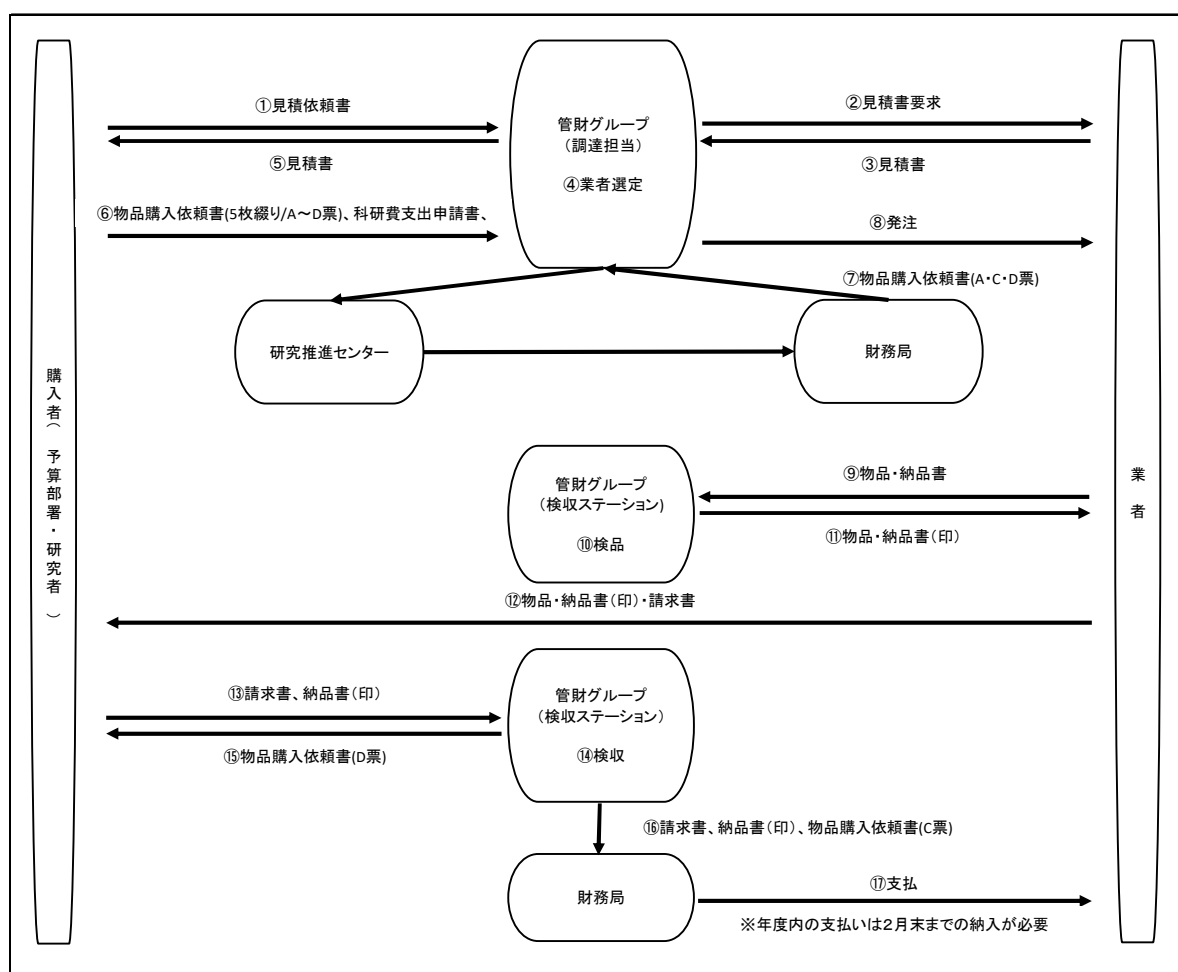 ①見積依頼書
⑤見積書
管財グループ
（調達担当）
④業者選定
②見積書要求
③見積書
⑥物品購入依頼書(5枚綴り/A～D票)、科研費支出申請書、
⑧発注
⑦物品購入依頼書(A・C・D票)
研究推進センター
財務局
購入者（予算部署・研究者）
業者
管財グループ
（検収ステーション）
⑩検品
⑨物品・納品書
⑪物品・納品書（印）
⑫物品・納品書（印）・請求書
⑬請求書、納品書（印）
⑮物品購入依頼書(D票)
管財グループ
（検収ステーション）
⑭検収
⑯請求書、納品書（印）、物品購入依頼書(C票)
財務局
⑰支払
※年度内の支払いは２月末までの納入が必要